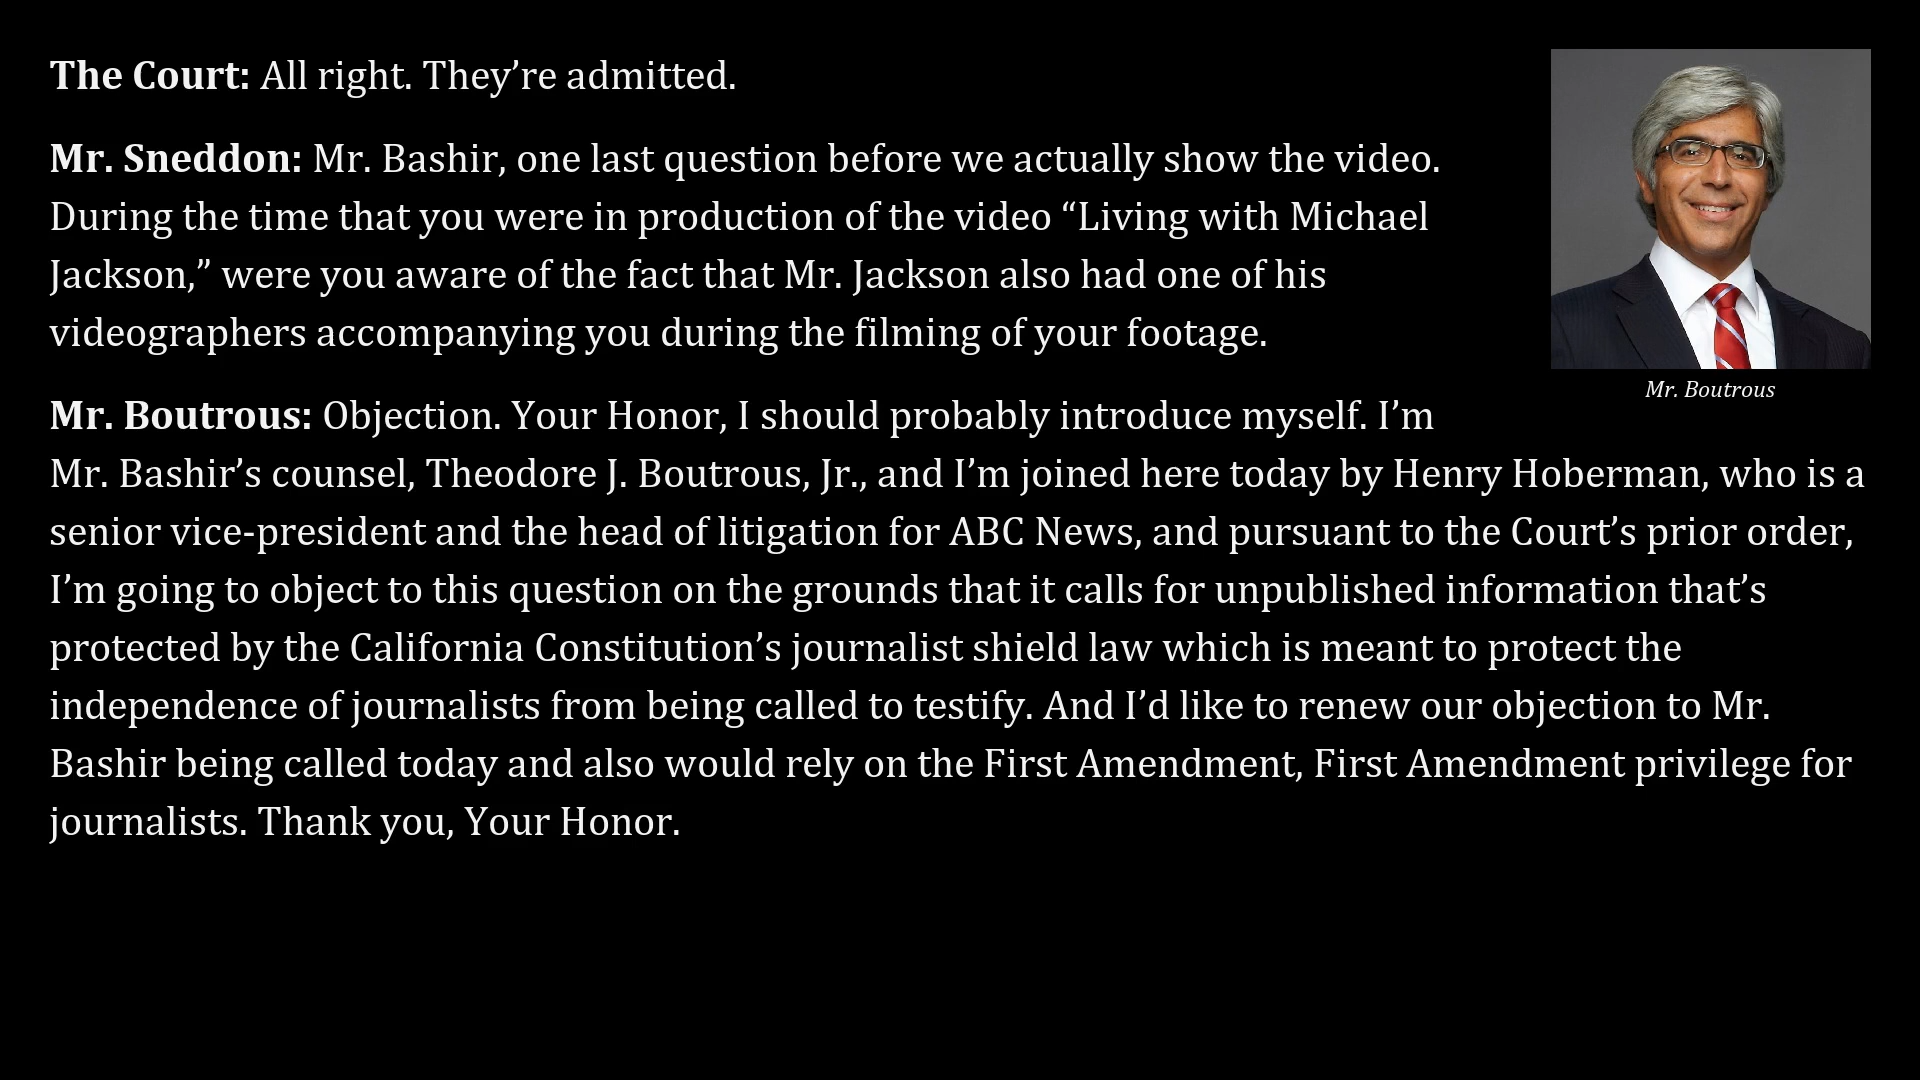 The Court: All right. They’re admitted.
Mr. Sneddon: Mr. Bashir, one last question before we actually show the video.
During the time that you were in production of the video “Living with Michael
Jackson,” were you aware of the fact that Mr. Jackson also had one of his
videographers accompanying you during the filming of your footage.
Mr. Boutrous
Mr. Boutrous: Objection. Your Honor, I should probably introduce myself. I’m
Mr. Bashir’s counsel, Theodore J. Boutrous, Jr., and I’m joined here today by Henry Hoberman, who is a
senior vice-president and the head of litigation for ABC News, and pursuant to the Court’s prior order,
I’m going to object to this question on the grounds that it calls for unpublished information that’s
protected by the California Constitution’s journalist shield law which is meant to protect the
independence of journalists from being called to testify. And I’d like to renew our objection to Mr.
Bashir being called today and also would rely on the First Amendment, First Amendment privilege for
journalists. Thank you, Your Honor.